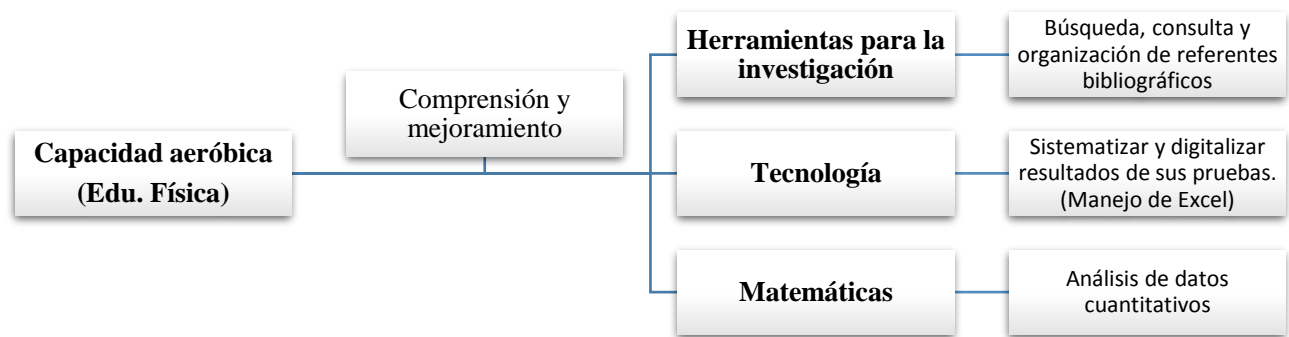 Capacidad aeróbica
(Edu. Física)
Comprensión y
mejoramiento
Herramientas para la
investigación
Búsqueda, consulta y
organización de referentes
bibliográficos
Tecnología
Sistematizar y digitalizar
resultados de sus pruebas.
(Manejo de Excel)
Matemáticas
Análisis de datos
cuantitativos